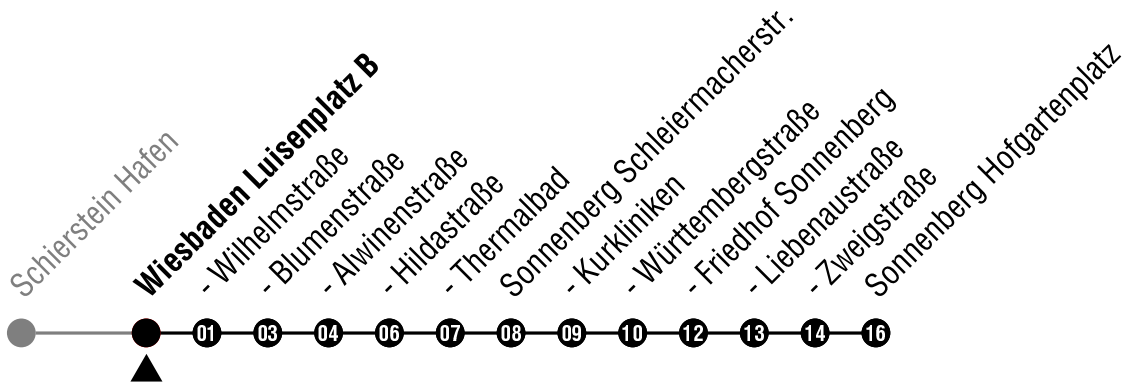 Schierstein Hafen
Wiesbaden Luisenplatz B
- Wilhelmstraße
- Blumenstraße
- Alwinenstraße
- Hildastraße
- Thermalbad
Sonnenberg Schleiermacherstr.
- Kurkliniken
- Württembergstraße
- Friedhof Sonnenberg
- Liebenaustraße
- Zweigstraße
Sonnenberg Hofgartenplatz
01 03 04 06 07 08 09 10 12 13 14 16